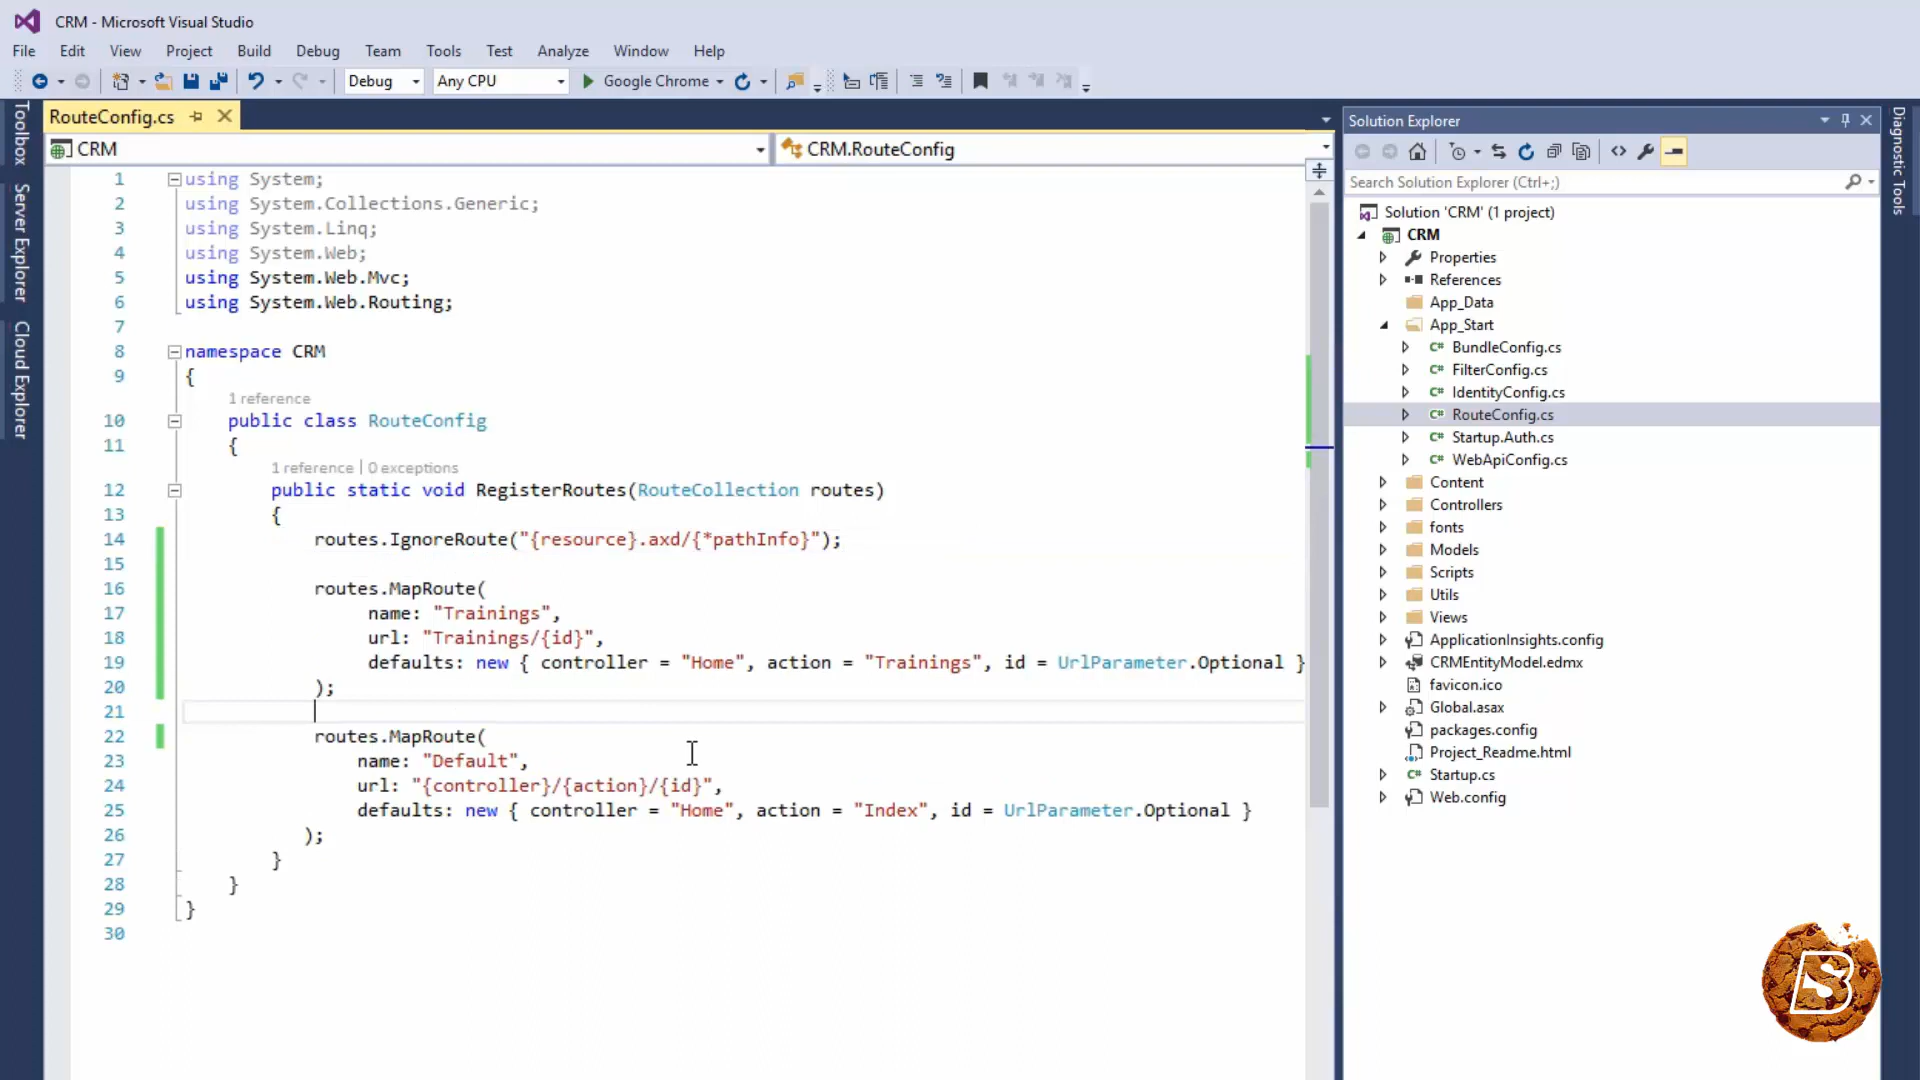 CRM - Microsoft Visual Studio
File Edit View Project Build Debug Team Tools Test Analyze Window Help
Debug Any CPU Google Chrome
Toolbox
Server Explorer
Cloud Explorer
RouteConfig.cs
CRM CRM.RouteConfig
1 using System;
2 using System.Collections.Generic;
3 using System.Linq;
4 using System.Web;
5 using System.Web.Mvc;
6 using System.Web.Routing;
7
8 namespace CRM
9 {
1 reference
10 public class RouteConfig
11 {
1 reference | 0 exceptions
12 public static void RegisterRoutes(RouteCollection routes)
13 {
14 routes.IgnoreRoute("{resource}.axd/{*pathInfo}");
15
16 routes.MapRoute(
17 name: "Trainings",
18 url: "Trainings/{id}",
19 defaults: new { controller = "Home", action = "Trainings", id = UrlParameter.Optional }
20 );
21
22 routes.MapRoute(
23 name: "Default",
24 url: "{controller}/{action}/{id}",
25 defaults: new { controller = "Home", action = "Index", id = UrlParameter.Optional }
26 );
27 }
28 }
29 }
30
Solution Explorer
Search Solution Explorer (Ctrl+;)
Solution 'CRM' (1 project)
CRM
Properties
References
App_Data
App_Start
C# BundleConfig.cs
C# FilterConfig.cs
C# IdentityConfig.cs
C# RouteConfig.cs
C# Startup.Auth.cs
C# WebApiConfig.cs
Content
Controllers
fonts
Models
Scripts
Utils
Views
ApplicationInsights.config
CRMEntityModel.edmx
favicon.ico
Global.asax
packages.config
Project_Readme.html
C# Startup.cs
Web.config
Diagnostic Tools
BS